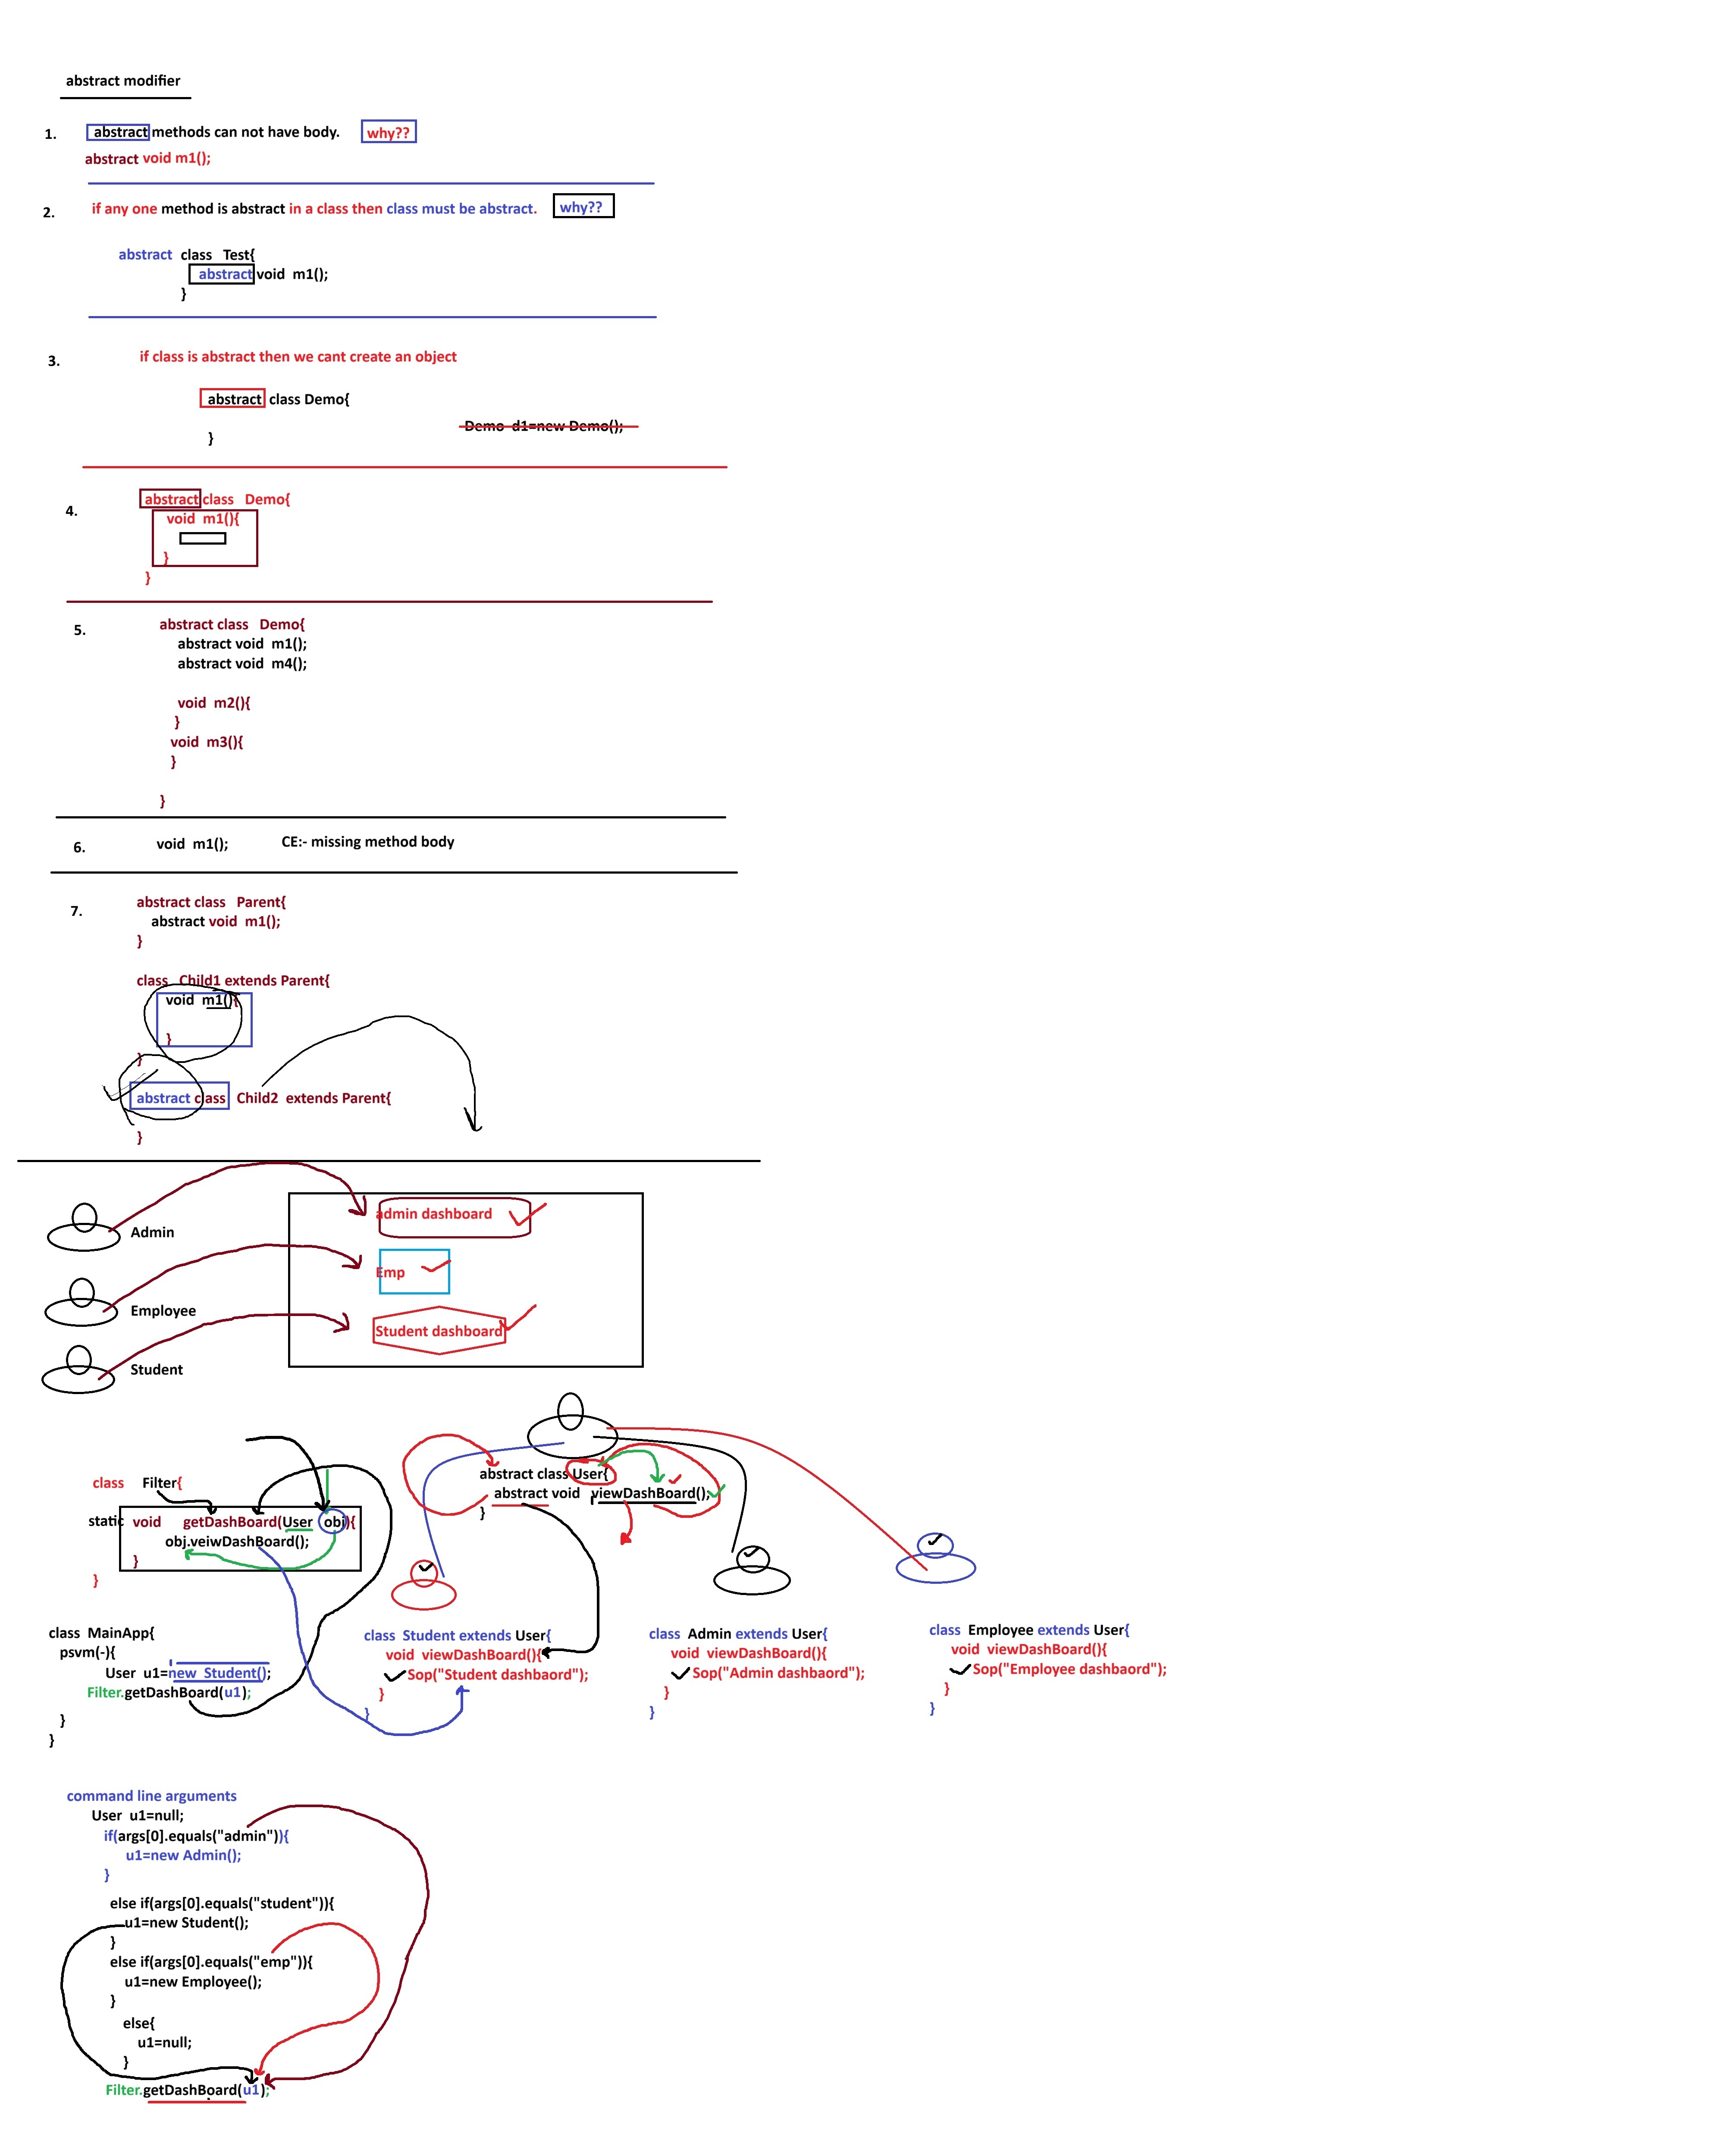 abstract modifier
1. abstract methods can not have body. why??
abstract void m1();
2. if any one method is abstract in a class then class must be abstract. why??
abstract class Test{
abstract void m1();
}
3. if class is abstract then we cant create an object
abstract class Demo{
Demo d1=new Demo();
}
4. abstract class Demo{
void m1(){
}
}
5. abstract class Demo{
abstract void m1();
abstract void m4();
void m2(){
}
void m3(){
}
}
6. void m1(); CE:- missing method body
7. abstract class Parent{
abstract void m1();
}
class Child1 extends Parent{
void m1(){
}
}
abstract class Child2 extends Parent{
}
Admin
Employee
Student
admin dashboard
Emp
Student dashboard
class Filter{
static void getDashBoard(User obj){
obj.veiwDashBoard();
}
}
abstract class User{
abstract void viewDashBoard();
}
class MainApp{
psvm(-){
User u1=new Student();
Filter.getDashBoard(u1);
}
}
class Student extends User{
void viewDashBoard(){
Sop("Student dashbaord");
}
}
class Admin extends User{
void viewDashBoard(){
Sop("Admin dashbaord");
}
}
class Employee extends User{
void viewDashBoard(){
Sop("Employee dashbaord");
}
}
command line arguments
User u1=null;
if(args[0].equals("admin")){
u1=new Admin();
}
else if(args[0].equals("student")){
u1=new Student();
}
else if(args[0].equals("emp")){
u1=new Employee();
}
else{
u1=null;
}
Filter.getDashBoard(u1);